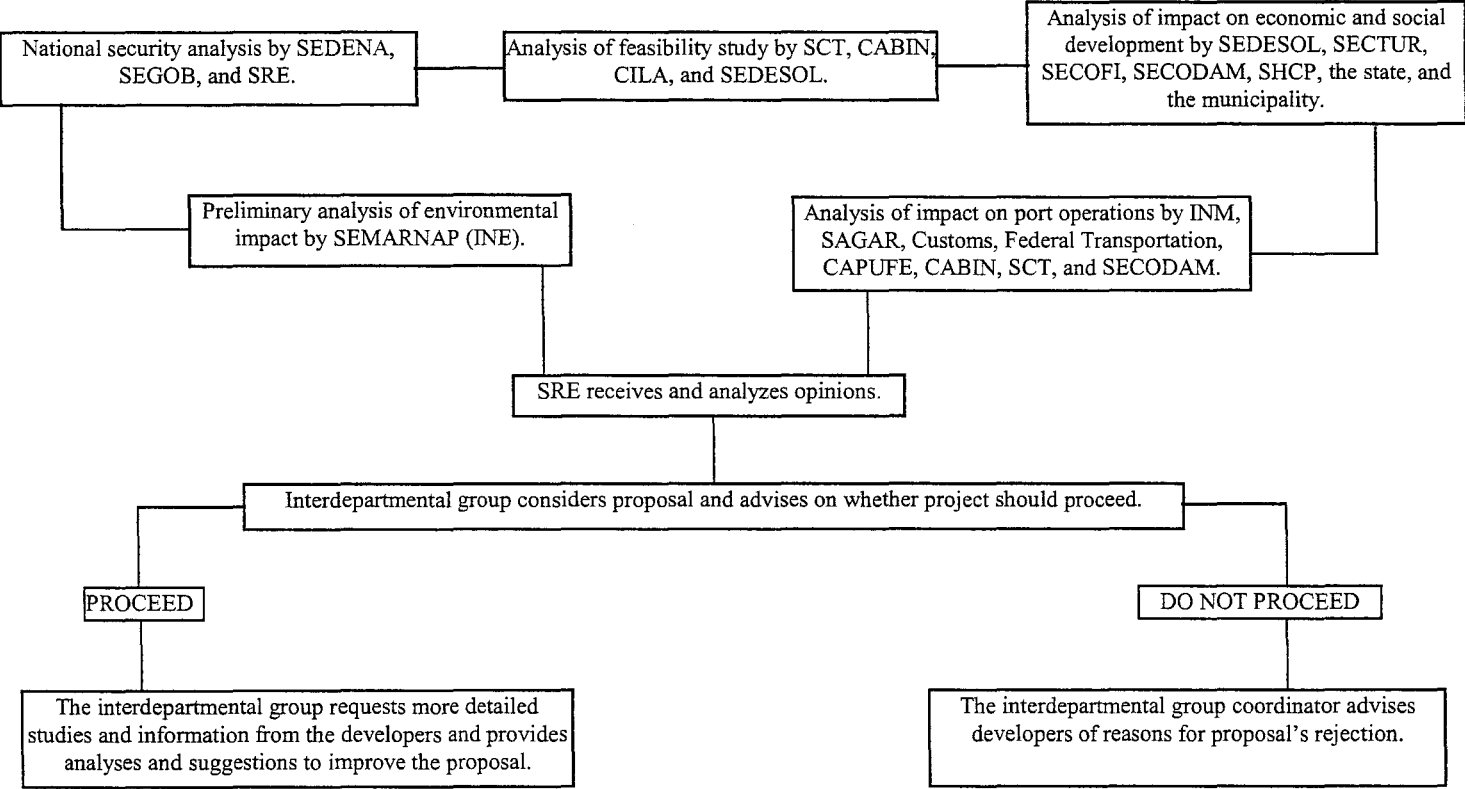 National security analysis by SEDENA,
SEGOB, and SRE.
Analysis of feasibility study by SCT, CABIN,
CILA, and SEDESOL.
Analysis of impact on economic and social
development by SEDESOL, SECTUR,
SECOFI, SECODAM, SHCP, the state, and
the municipality.
Preliminary analysis of environmental
impact by SEMARNAP (INE).
Analysis of impact on port operations by INM,
SAGAR, Customs, Federal Transportation,
CAPUFE, CABIN, SCT, and SECODAM.
SRE receives and analyzes opinions.
Interdepartmental group considers proposal and advises on whether project should proceed.
PROCEED
DO NOT PROCEED
The interdepartmental group requests more detailed
studies and information from the developers and provides
analyses and suggestions to improve the proposal.
The interdepartmental group coordinator advises
developers of reasons for proposal's rejection.